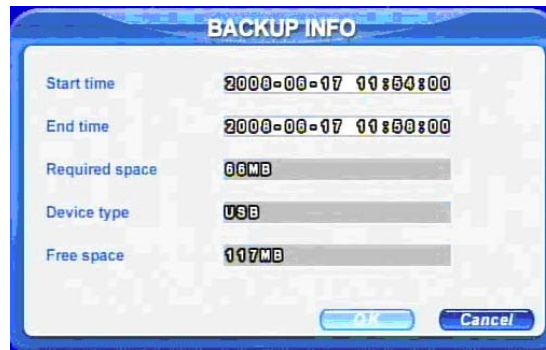 BACKUP INFO
Start time 2008-06-17 11:54:00
End time 2008-06-17 11:58:00
Required space 66MB
Device type USB
Free space 117MB
OK Cancel